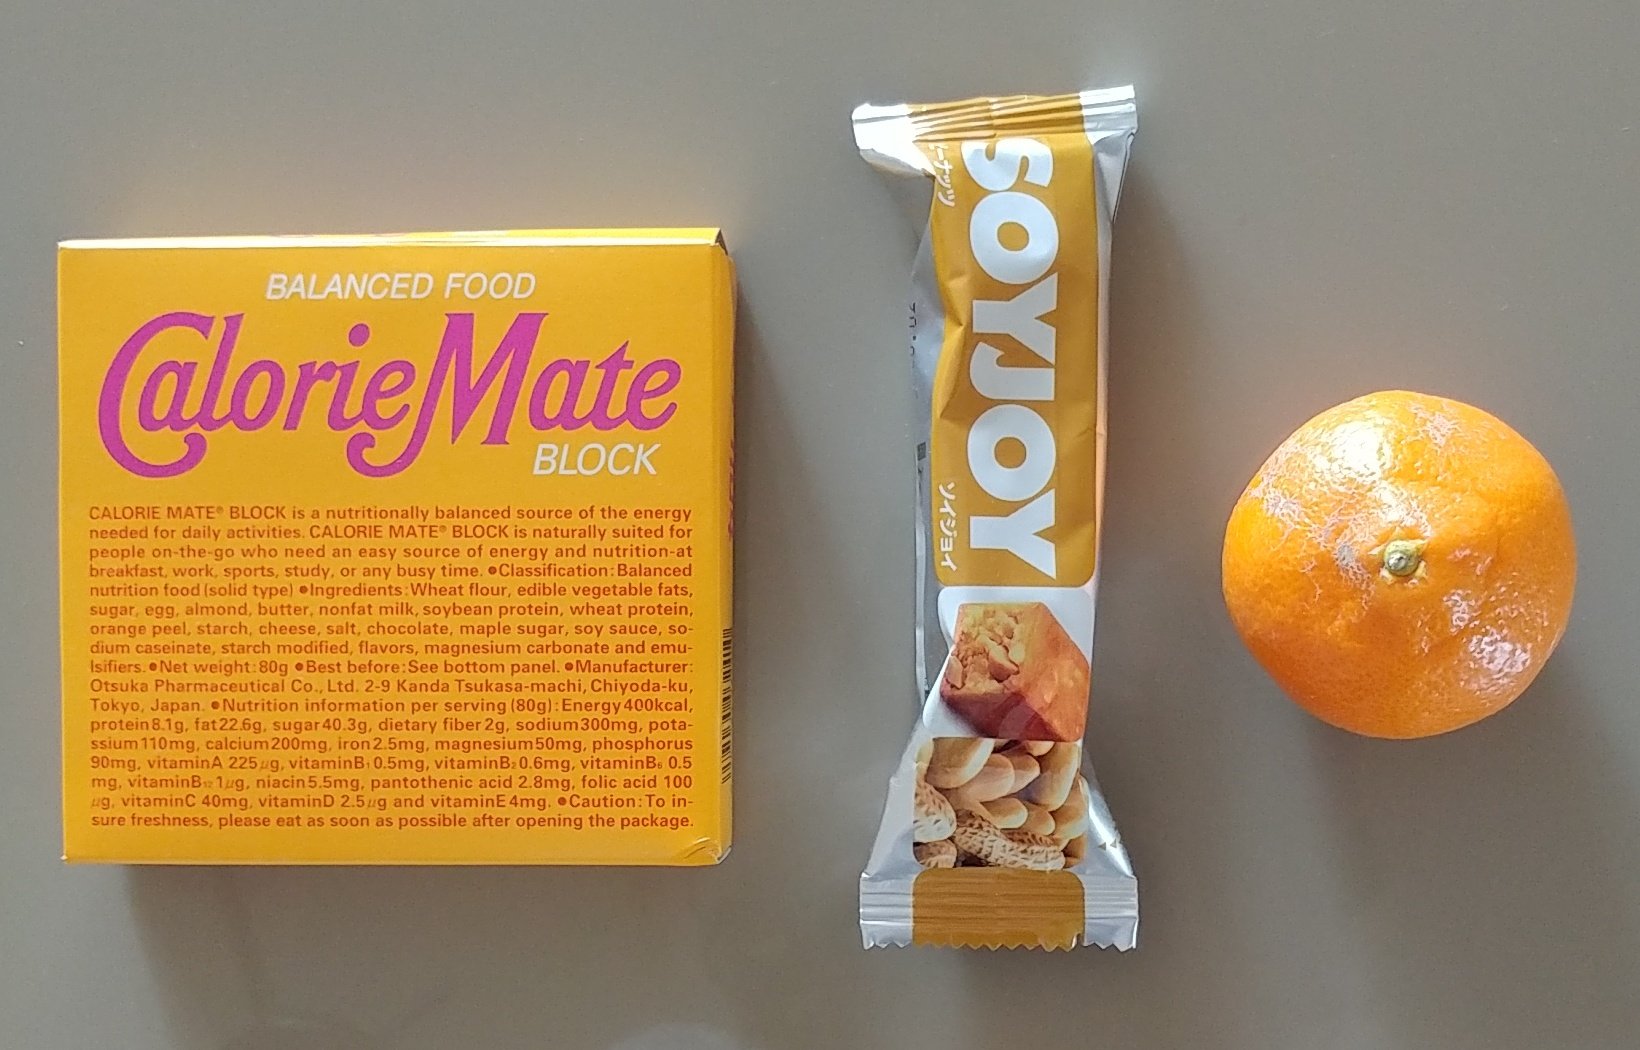 BALANCED FOOD
CalorieMate
BLOCK
CALORIE MATE® BLOCK is a nutritionally balanced source of the energy
needed for daily activities. CALORIE MATE® BLOCK is naturally suited for
people on-the-go who need an easy source of energy and nutrition-at
breakfast, work, sports, study, or any busy time. ●Classification:Balanced
nutrition food (solid type) ●Ingredients:Wheat flour, edible vegetable fats,
sugar, egg, almond, butter, nonfat milk, soybean protein, wheat protein,
orange peel, starch, cheese, salt, chocolate, maple sugar, soy sauce, so-
dium caseinate, starch modified, flavors, magnesium carbonate and emu-
lsifiers. ●Net weight:80g ●Best before:See bottom panel. ●Manufacturer:
Otsuka Pharmaceutical Co., Ltd. 2-9 Kanda Tsukasa-machi, Chiyoda-ku,
Tokyo, Japan. ●Nutrition information per serving (80g):Energy 400kcal,
protein 8.1g, fat 22.6g, sugar 40.3g, dietary fiber 2g, sodium 300mg, pota-
ssium 110mg, calcium 200mg, iron 2.5mg, magnesium 50mg, phosphorus
90mg, vitaminA 225μg, vitaminB₁ 0.5mg, vitaminB₂ 0.6mg, vitaminB₆ 0.5
mg, vitaminB₁₂ 1μg, niacin 5.5mg, pantothenic acid 2.8mg, folic acid 100
μg, vitaminC 40mg, vitaminD 2.5μg and vitaminE 4mg. ●Caution:To in-
sure freshness, please eat as soon as possible after opening the package.
SOYJOY
ピーナッツ
ソイジョイ